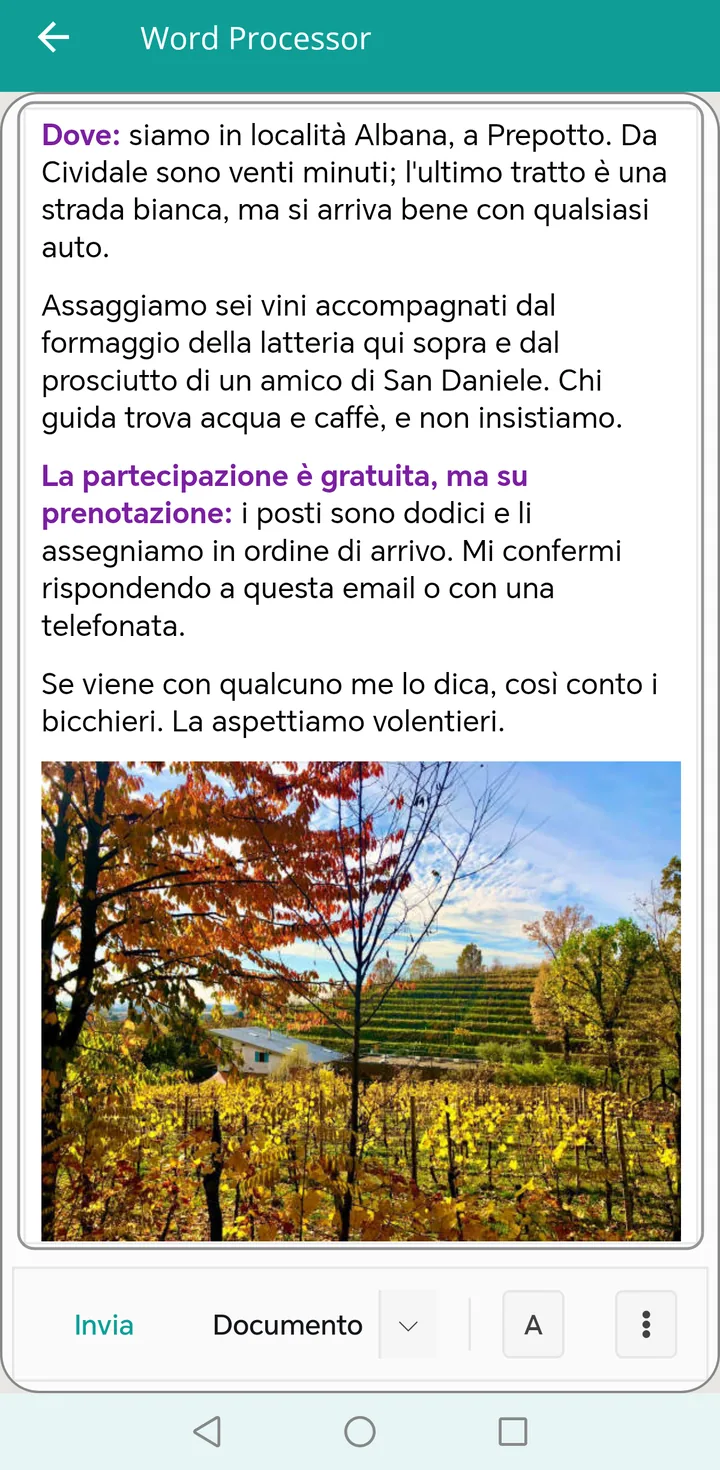 Word Processor
Dove: siamo in località Albana, a Prepotto. Da
Cividale sono venti minuti; l'ultimo tratto è una
strada bianca, ma si arriva bene con qualsiasi
auto.
Assaggiamo sei vini accompagnati dal
formaggio della latteria qui sopra e dal
prosciutto di un amico di San Daniele. Chi
guida trova acqua e caffè, e non insistiamo.
La partecipazione è gratuita, ma su
prenotazione: i posti sono dodici e li
assegniamo in ordine di arrivo. Mi confermi
rispondendo a questa email o con una
telefonata.
Se viene con qualcuno me lo dica, così conto i
bicchieri. La aspettiamo volentieri.
Invia Documento A